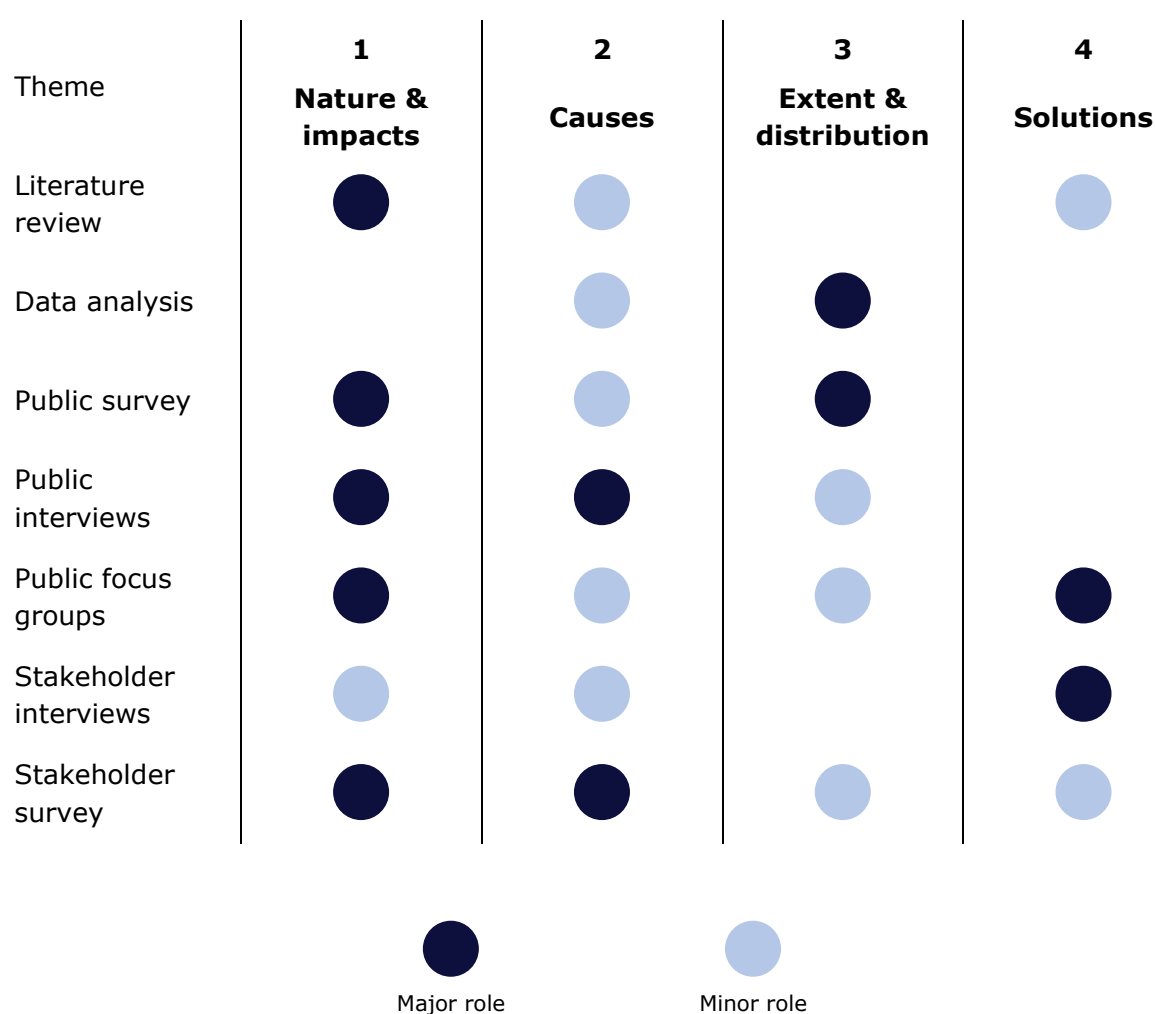 Theme
1
Nature &
impacts
2
Causes
3
Extent &
distribution
4
Solutions
Literature
review
Data analysis
Public survey
Public
interviews
Public focus
groups
Stakeholder
interviews
Stakeholder
survey
Major role
Minor role